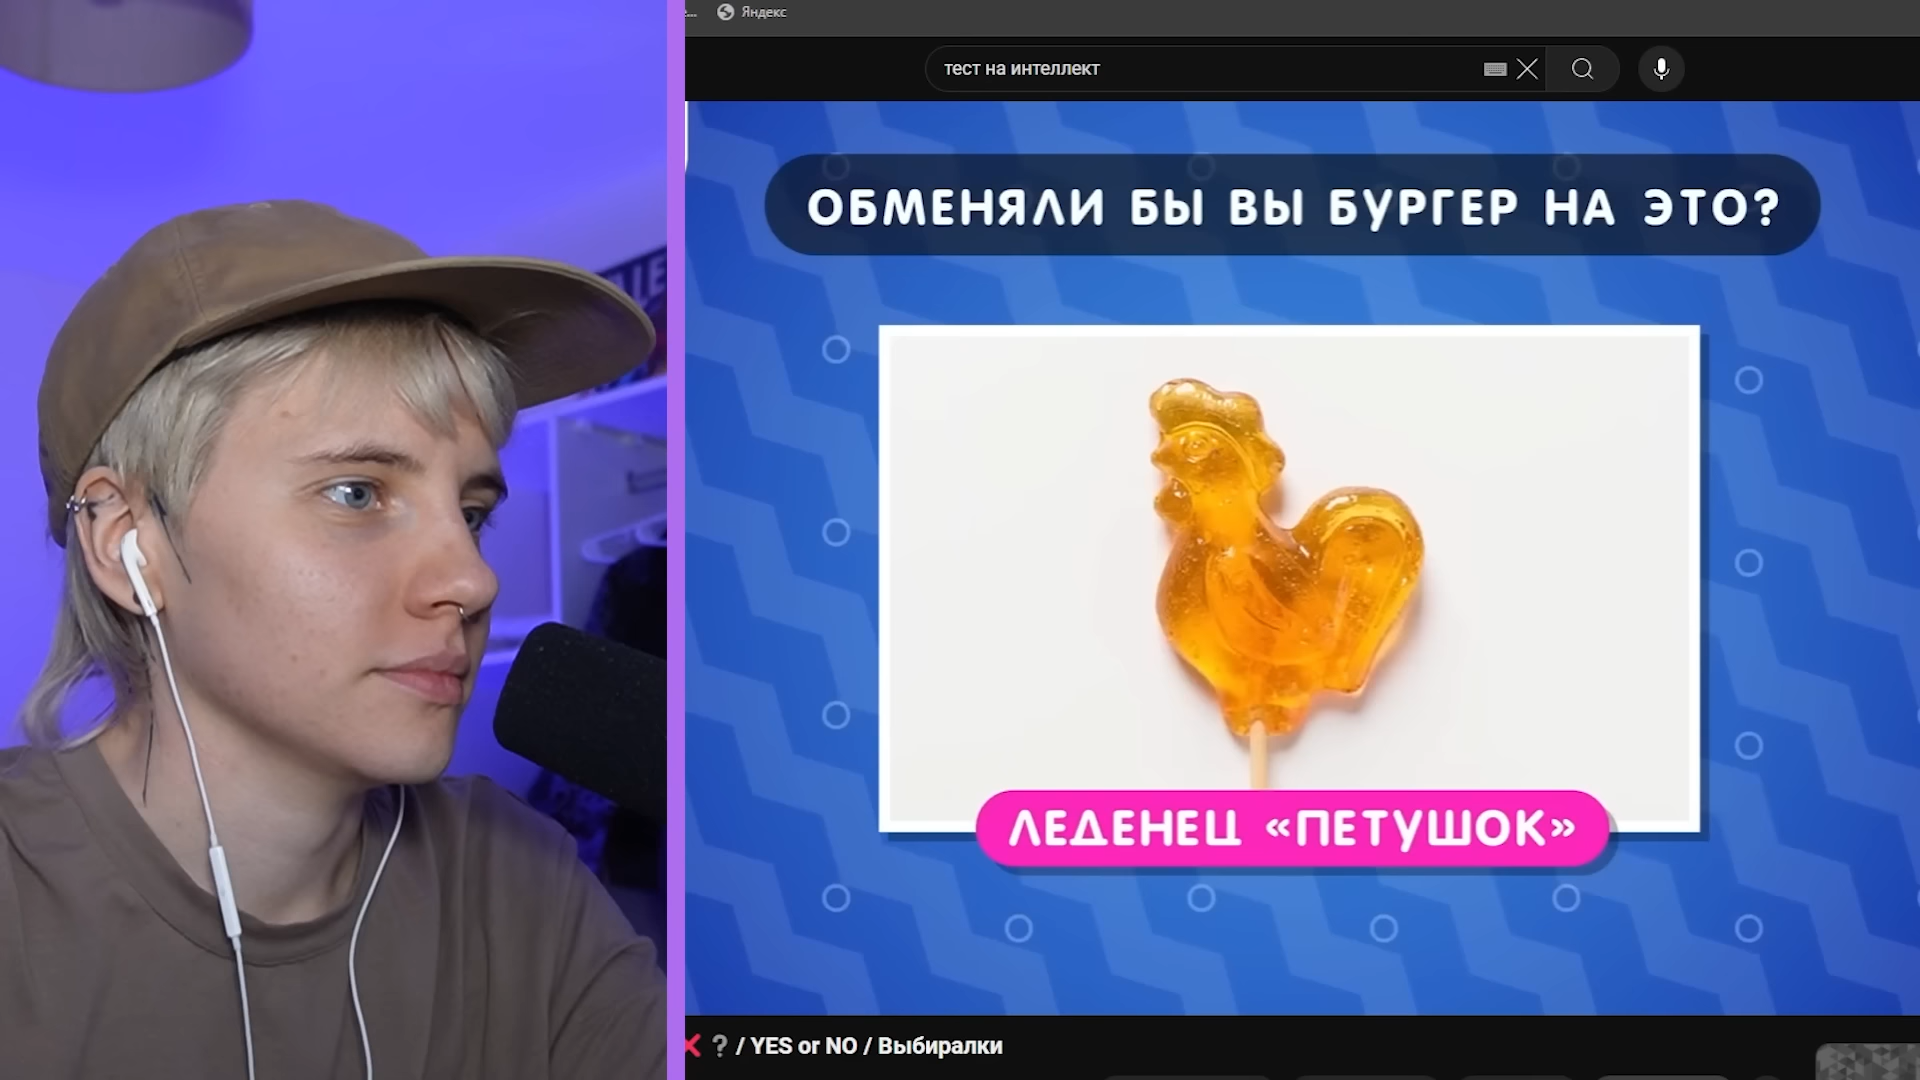 Яндекс
тест на интеллект
ОБМЕНЯЛИ БЫ ВЫ БУРГЕР НА ЭТО?
ЛЕДЕНЕЦ «ПЕТУШОК»
/ YES or NO / Выбиралки